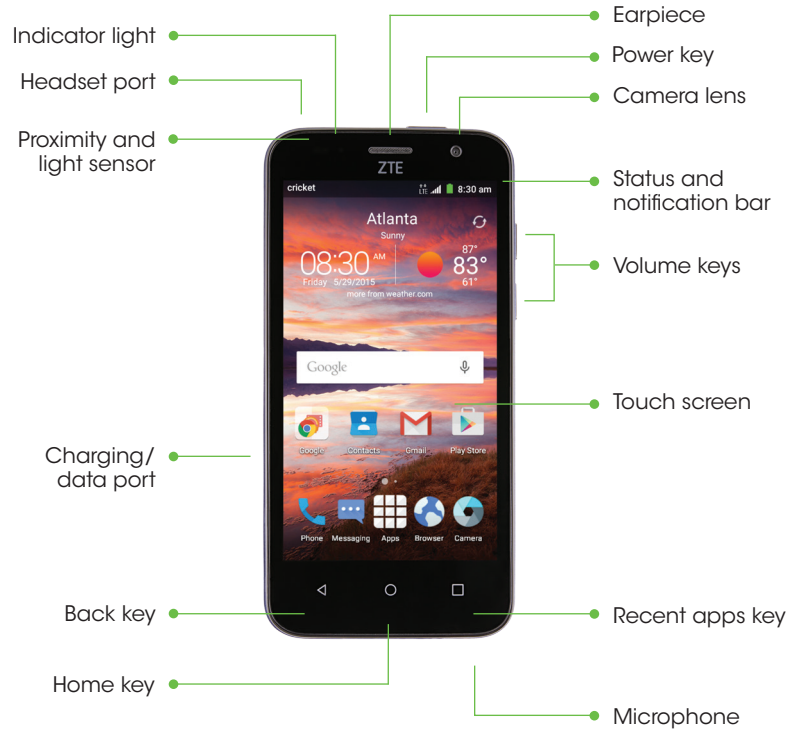 Indicator light
Headset port
Proximity and
light sensor
Charging/
data port
Back key
Home key
Earpiece
Power key
Camera lens
Status and
notification bar
Volume keys
Touch screen
Recent apps key
Microphone
ZTE
cricket LTE 8:30 am
Atlanta
Sunny
08:30 AM
Friday 5/29/2015
87°
83°
61°
more from weather.com
Google
Google Contacts Gmail Play Store
Phone Messaging Apps Browser Camera